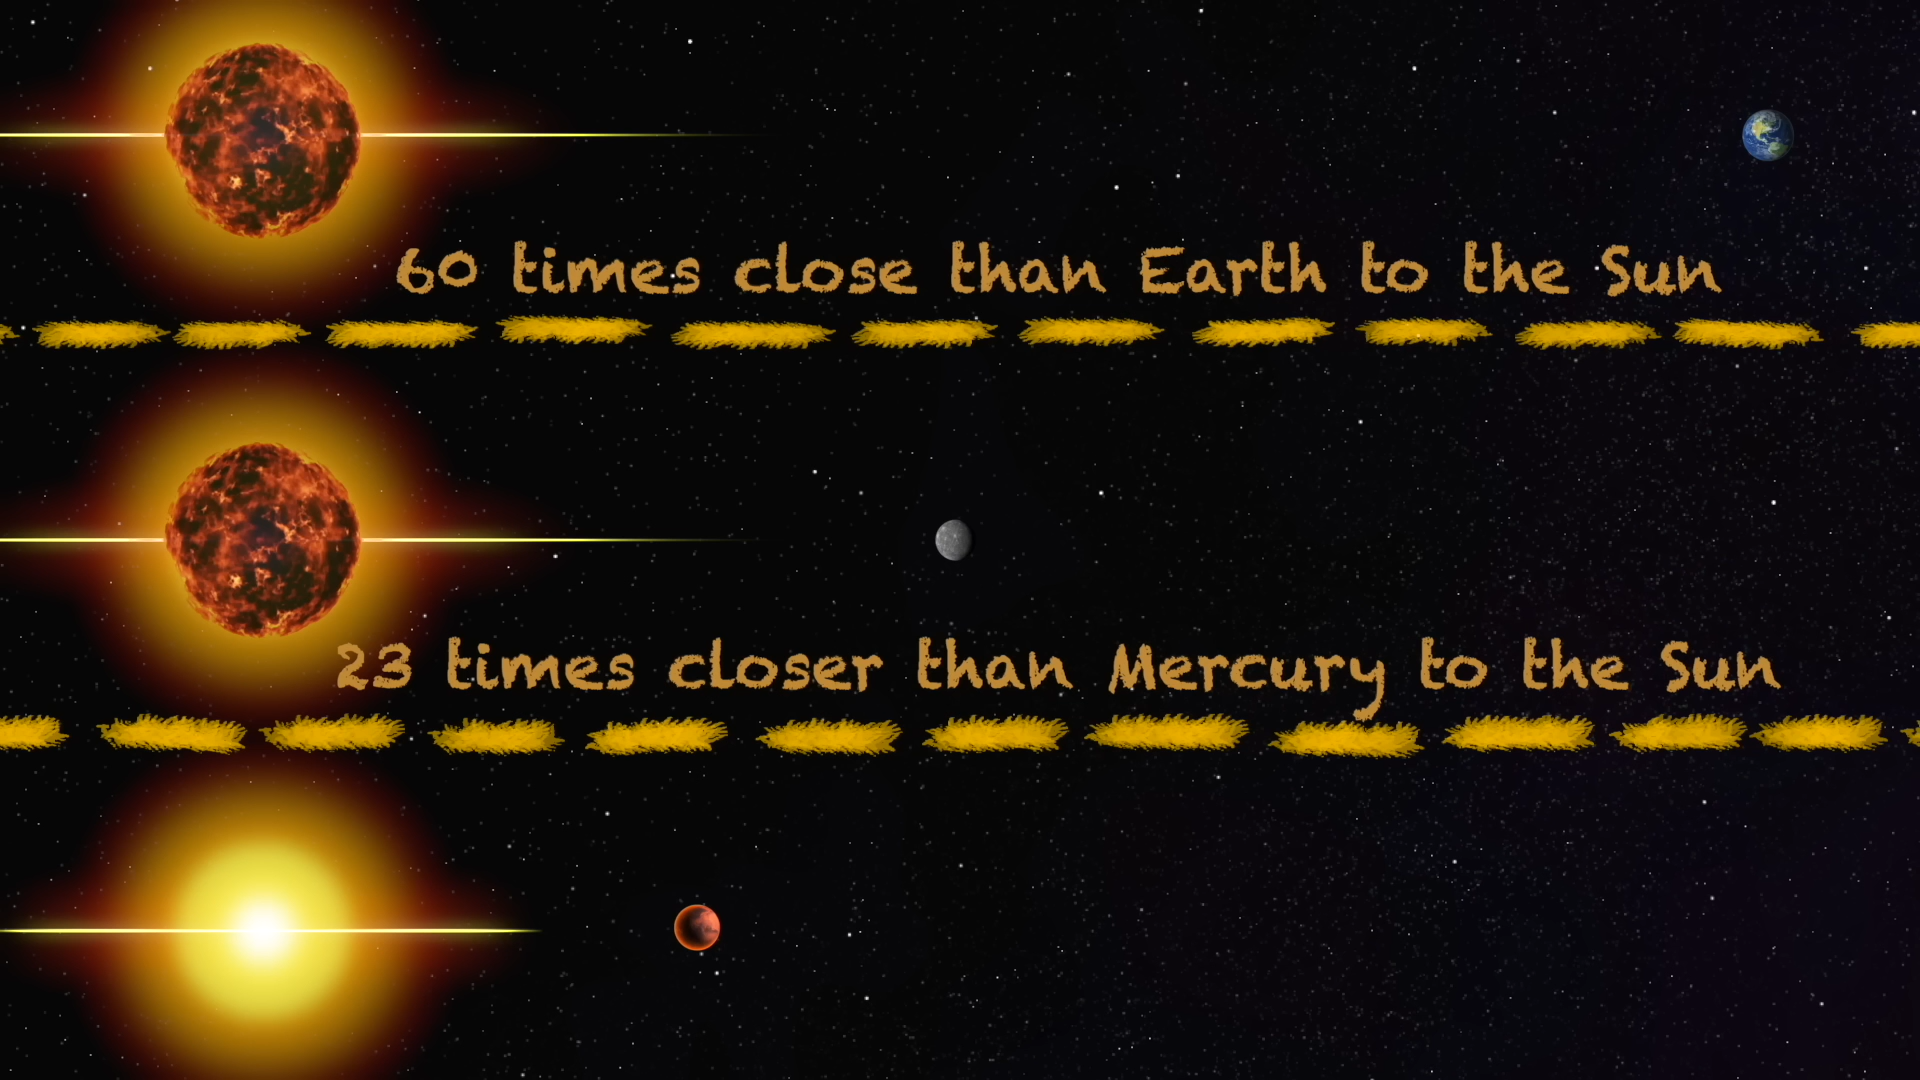 60 times close than Earth to the Sun
23 times closer than Mercury to the Sun